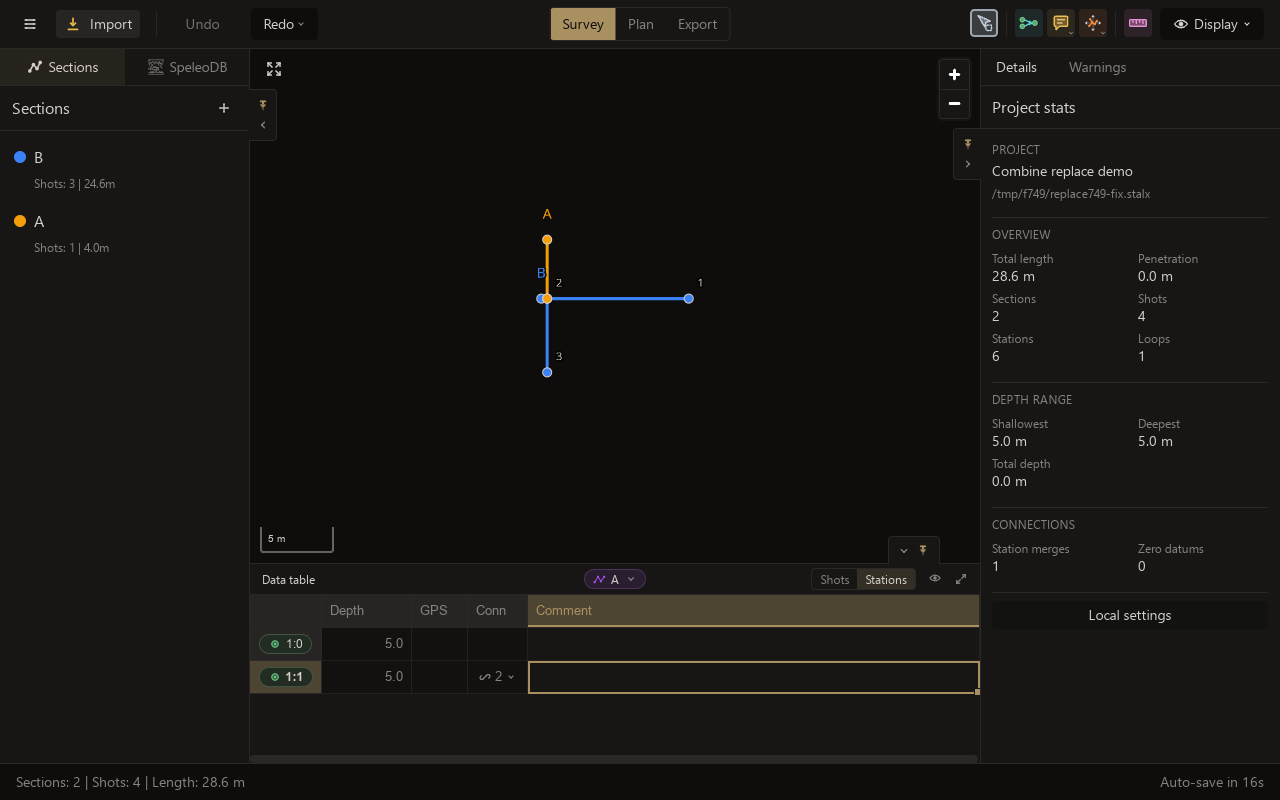 Import
Undo
Redo
Survey
Plan
Export
Display
Sections
SpeleoDB
Sections
B
Shots: 3 | 24.6m
A
Shots: 1 | 4.0m
A
B
2
1
3
5 m
Details
Warnings
Project stats
PROJECT
Combine replace demo
/tmp/f749/replace749-fix.stalx
OVERVIEW
Total length
Penetration
28.6 m
0.0 m
Sections
Shots
2
4
Stations
Loops
6
1
DEPTH RANGE
Shallowest
Deepest
5.0 m
5.0 m
Total depth
0.0 m
CONNECTIONS
Station merges
Zero datums
1
0
Local settings
Data table
A
Shots
Stations
Depth
GPS
Conn
Comment
1:0
5.0
1:1
5.0
2
Sections: 2 | Shots: 4 | Length: 28.6 m
Auto-save in 16s